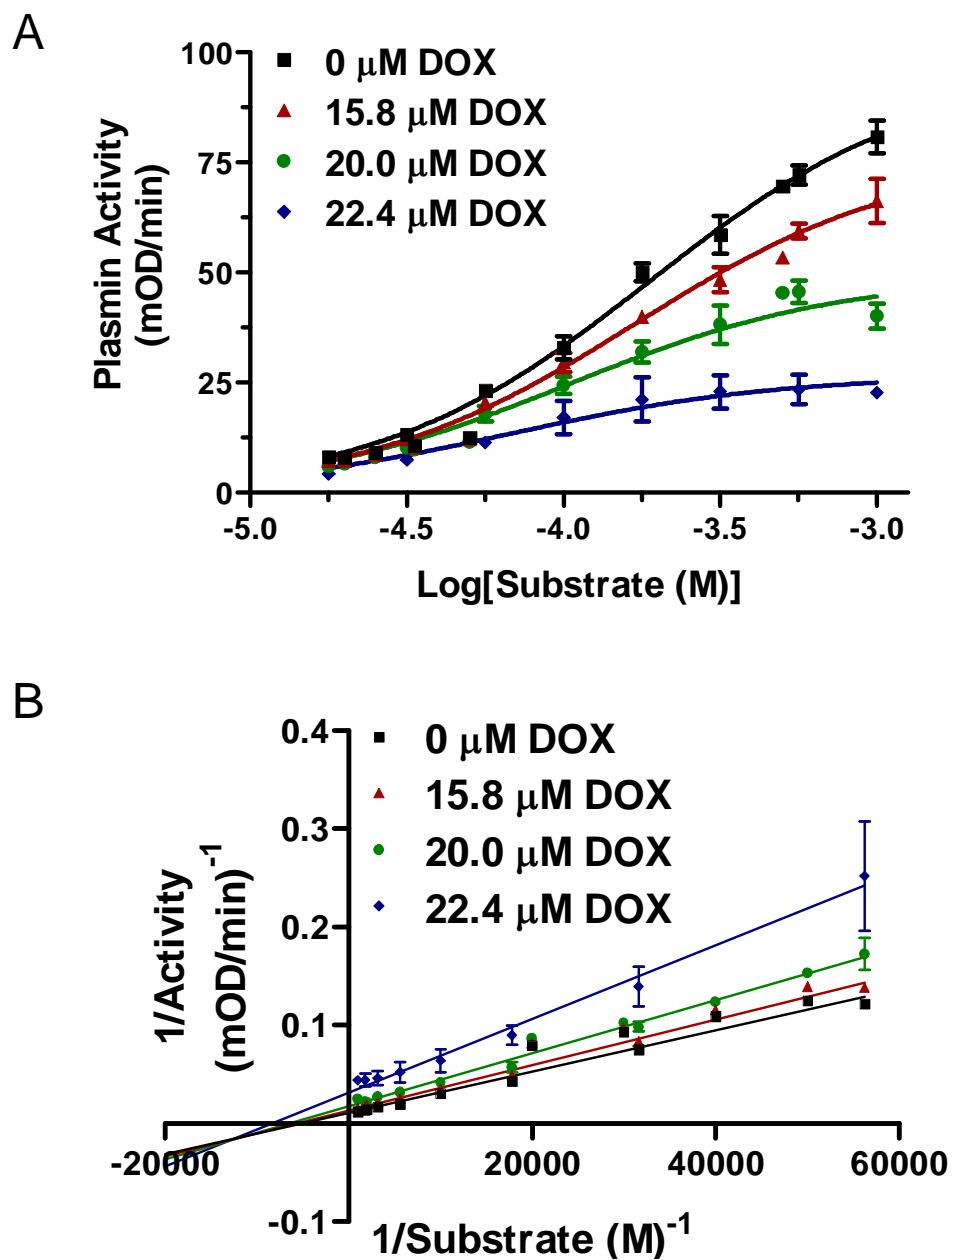 A
100
75
50
25
0
0 μM DOX
15.8 μM DOX
20.0 μM DOX
22.4 μM DOX
Plasmin Activity
(mOD/min)
-5.0 -4.5 -4.0 -3.5 -3.0
Log[Substrate (M)]
B
0.4
0.3
0.2
0.1
-0.1
0 μM DOX
15.8 μM DOX
20.0 μM DOX
22.4 μM DOX
1/Activity
(mOD/min)-1
-20000 20000 40000 60000
1/Substrate (M)-1